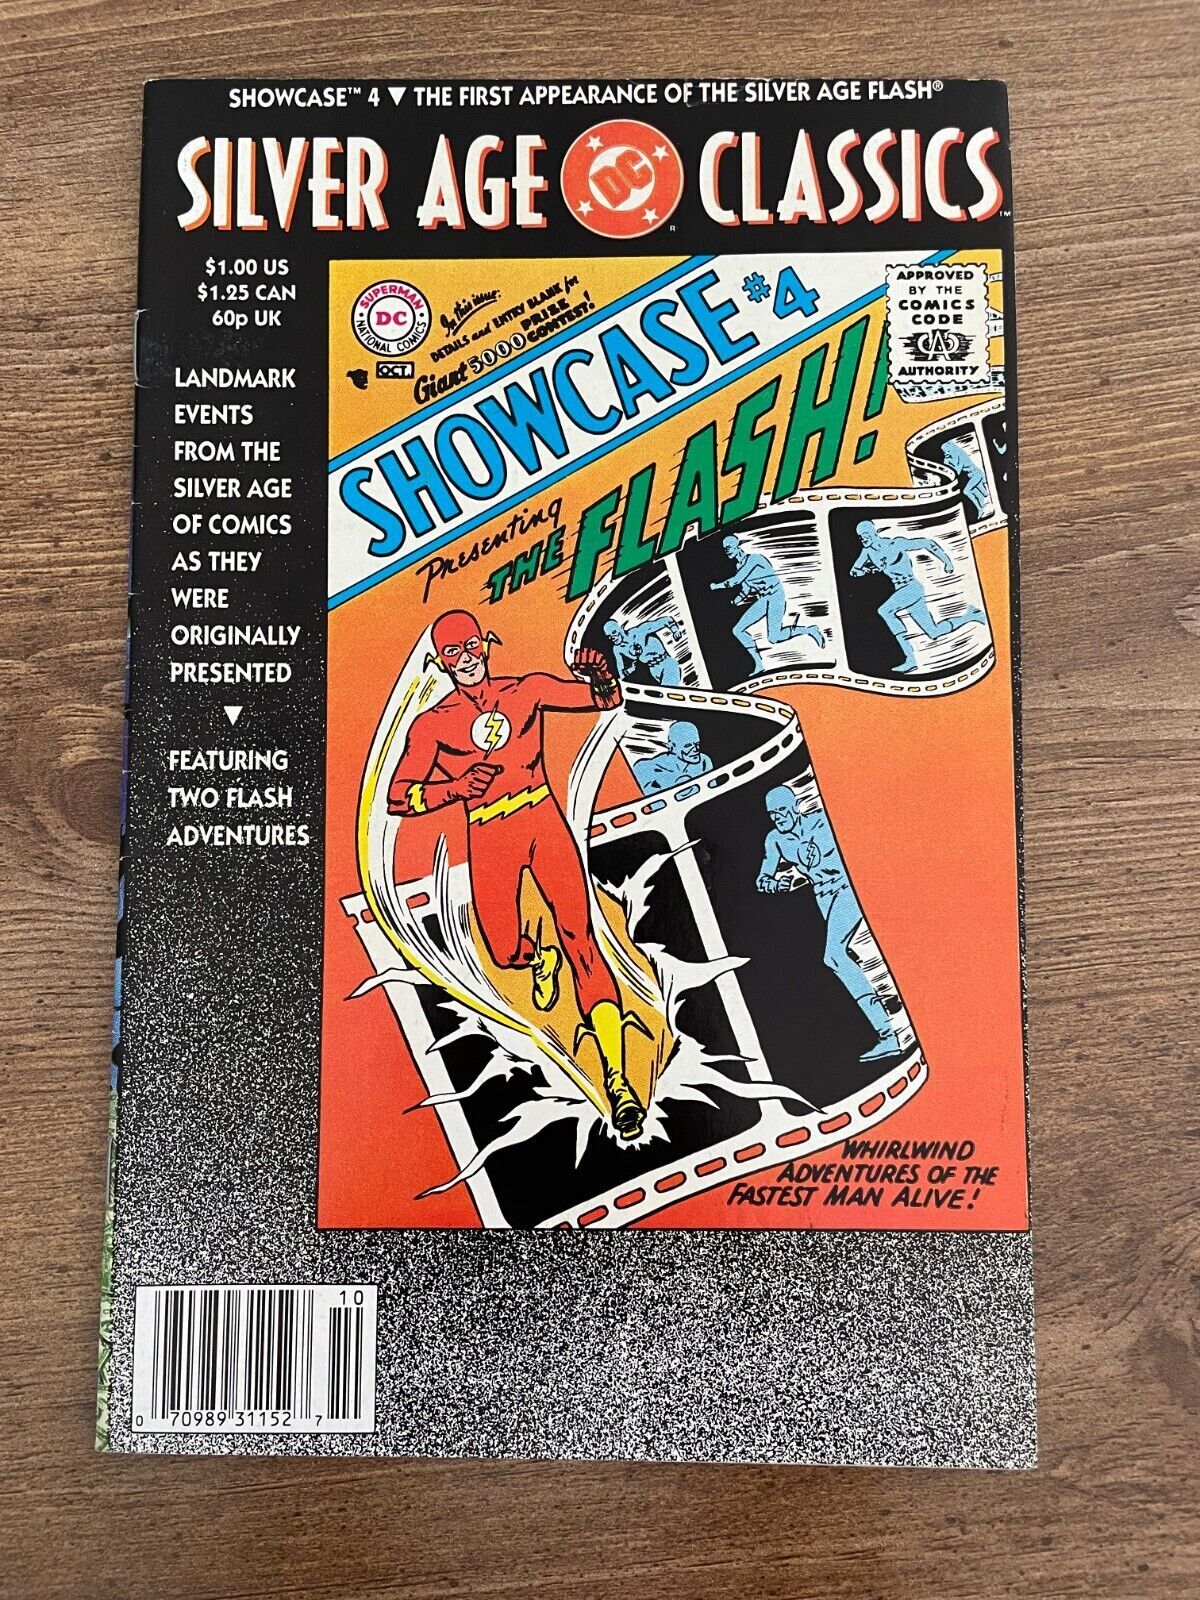 SHOWCASE™ 4 ▼ THE FIRST APPEARANCE OF THE SILVER AGE FLASH®
SILVER AGE DC CLASSICS™
®
$1.00 US
$1.25 CAN
60p UK
LANDMARK
EVENTS
FROM THE
SILVER AGE
OF COMICS
AS THEY
WERE
ORIGINALLY
PRESENTED
▼
FEATURING
TWO FLASH
ADVENTURES
SUPERMAN
DC
NATIONAL COMICS
OCT.
In this issue:
DETAILS and ENTRY BLANK for
Giant 5000 PRIZE
CONTEST!
APPROVED
BY THE
COMICS
CODE
CA
AUTHORITY
SHOWCASE #4
Presenting
THE FLASH!
WHIRLWIND
ADVENTURES OF THE
FASTEST MAN ALIVE!
10
0 70989 31152 7